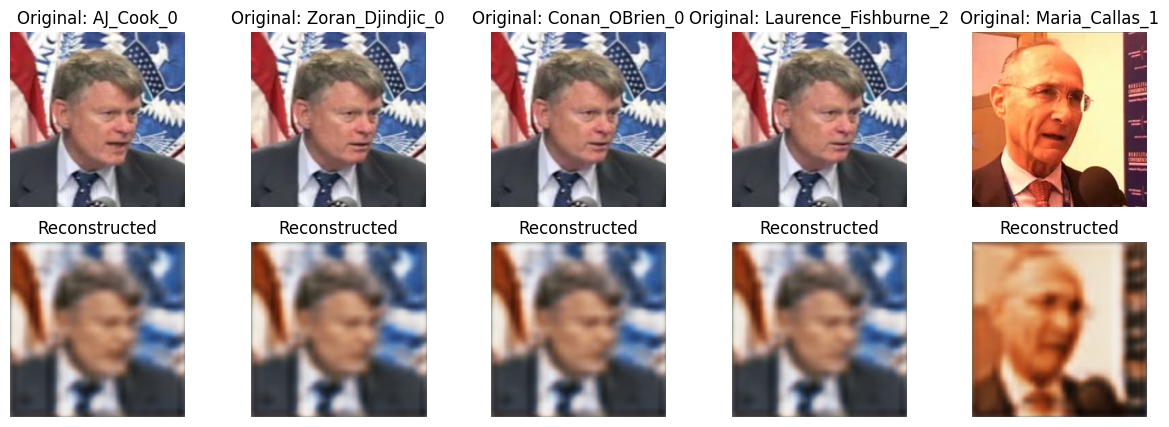 Original: AJ_Cook_0
Original: Zoran_Djindjic_0
Original: Conan_OBrien_0
Original: Laurence_Fishburne_2
Original: Maria_Callas_1
Reconstructed
Reconstructed
Reconstructed
Reconstructed
Reconstructed